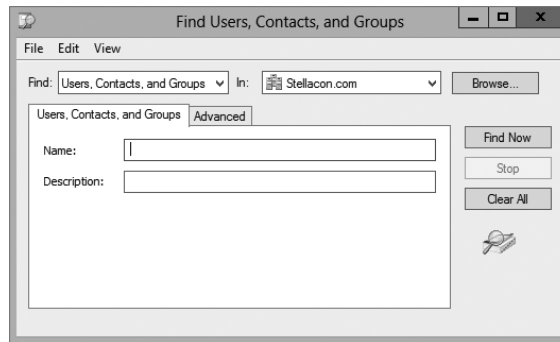 Find Users, Contacts, and Groups
x
File Edit View
Find: Users, Contacts, and Groups In: Stellacon.com Browse...
Users, Contacts, and Groups Advanced
Name:
Description:
Find Now
Stop
Clear All